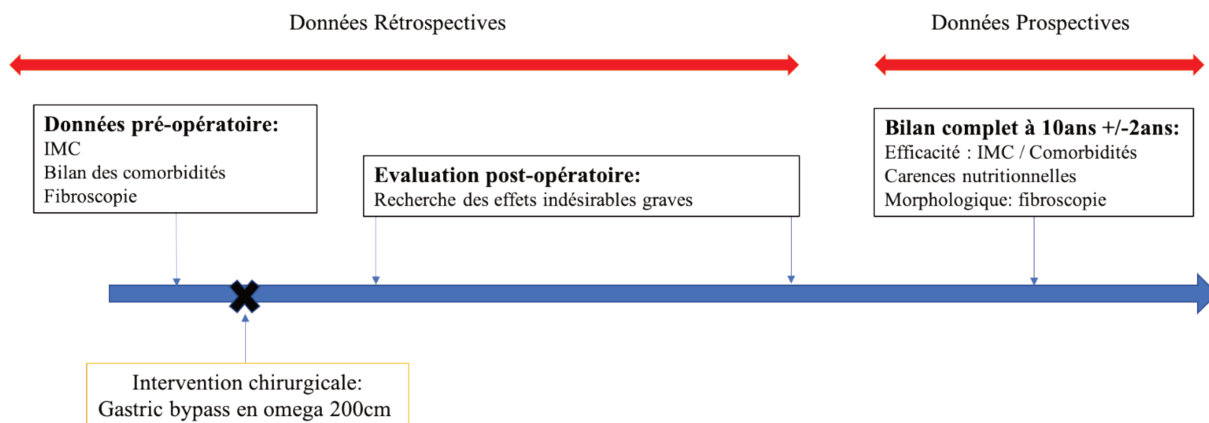 Données Rétrospectives
Données Prospectives
Données pré-opératoire:
IMC
Bilan des comorbidités
Fibroscopie
Evaluation post-opératoire:
Recherche des effets indésirables graves
Bilan complet à 10ans +/-2ans:
Efficacité : IMC / Comorbidités
Carences nutritionnelles
Morphologique: fibroscopie
Intervention chirurgicale:
Gastric bypass en omega 200cm